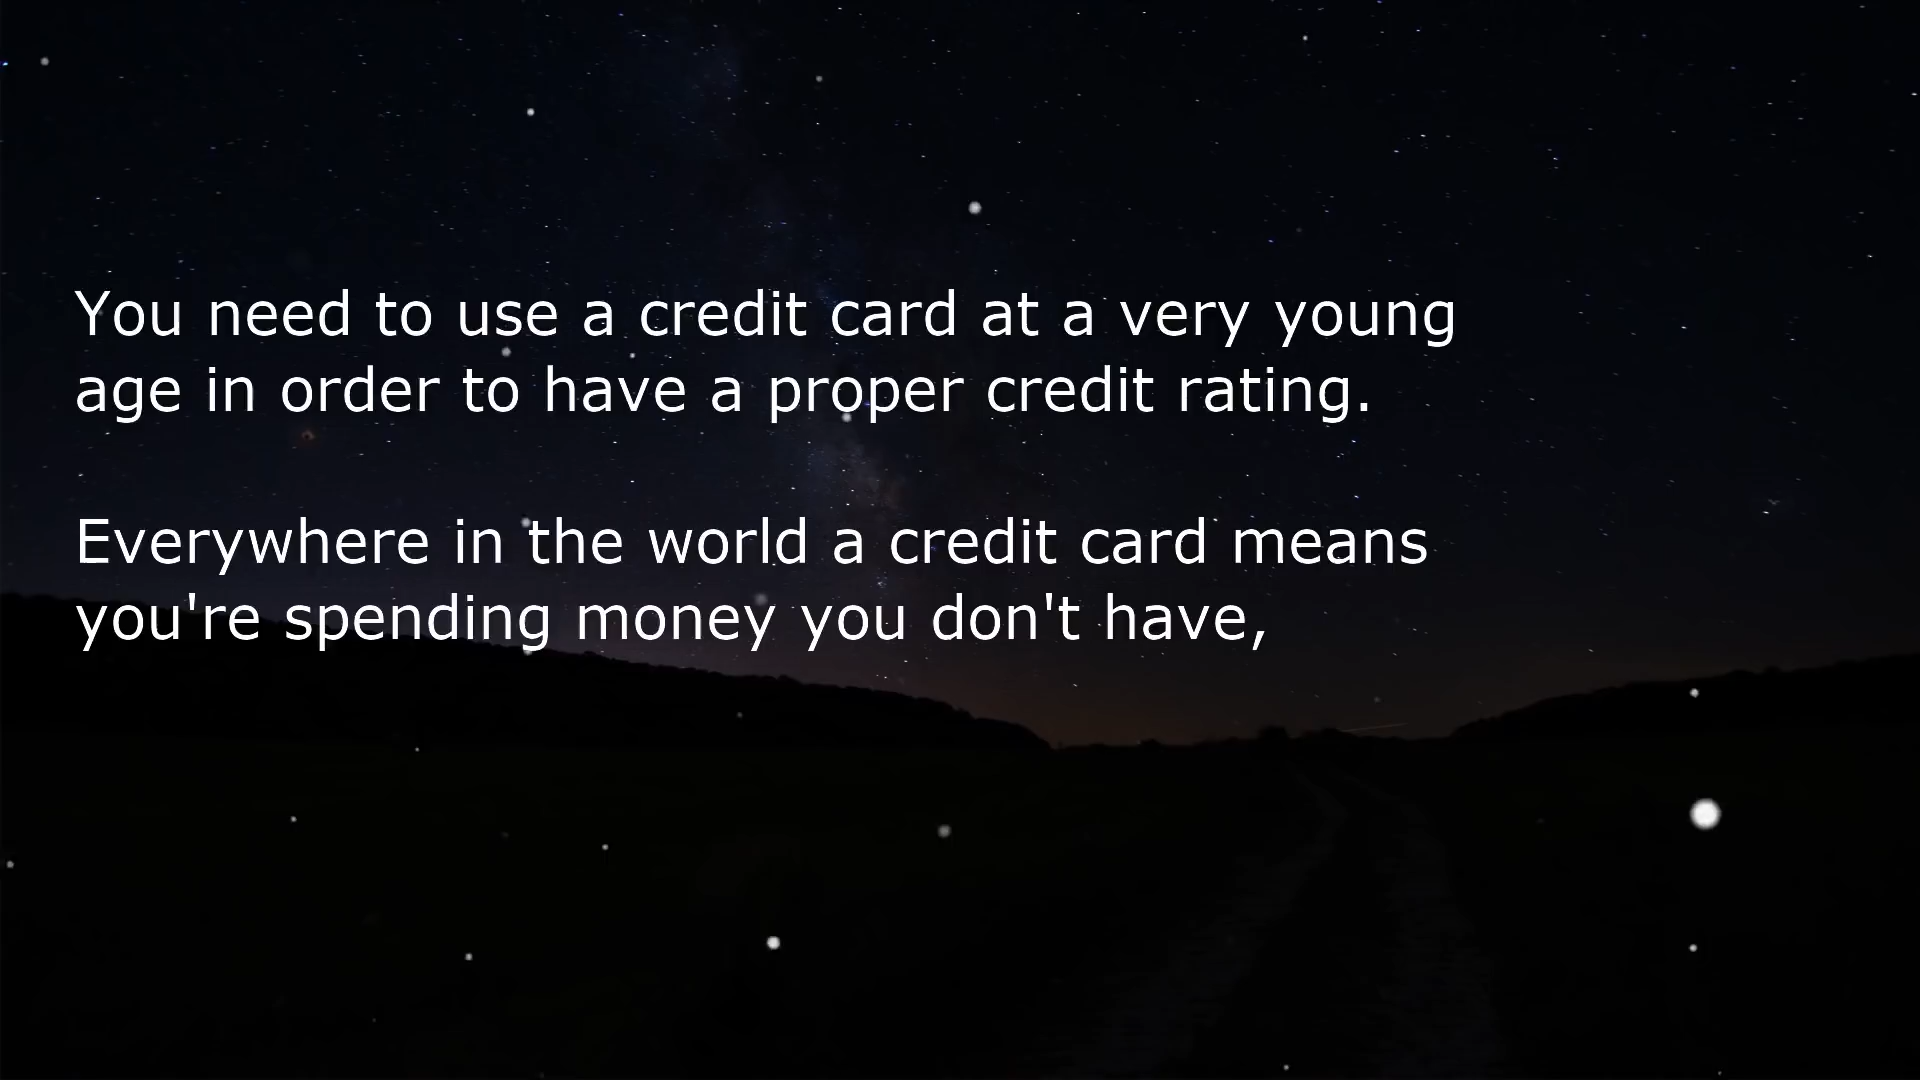 You need to use a credit card at a very young
age in order to have a proper credit rating.
Everywhere in the world a credit card means
you're spending money you don't have,